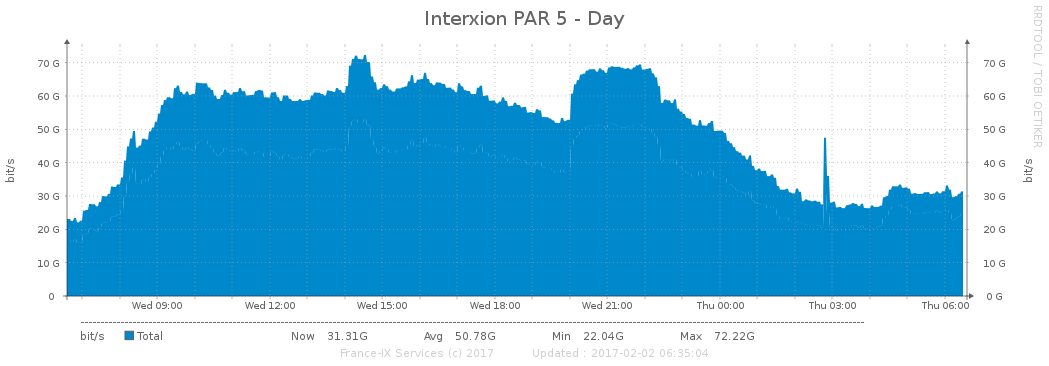 Interxion PAR 5 - Day
RRDTOOL / TOBI OETIKER
70 G 70 G
60 G 60 G
50 G 50 G
40 G 40 G
30 G 30 G
20 G 20 G
10 G 10 G
0 0 G
bit/s bit/s
Wed 09:00 Wed 12:00 Wed 15:00 Wed 18:00 Wed 21:00 Thu 00:00 Thu 03:00 Thu 06:00
bit/s Total Now 31.31G Avg 50.78G Min 22.04G Max 72.22G
France-IX Services (c) 2017 Updated : 2017-02-02 06:35:04